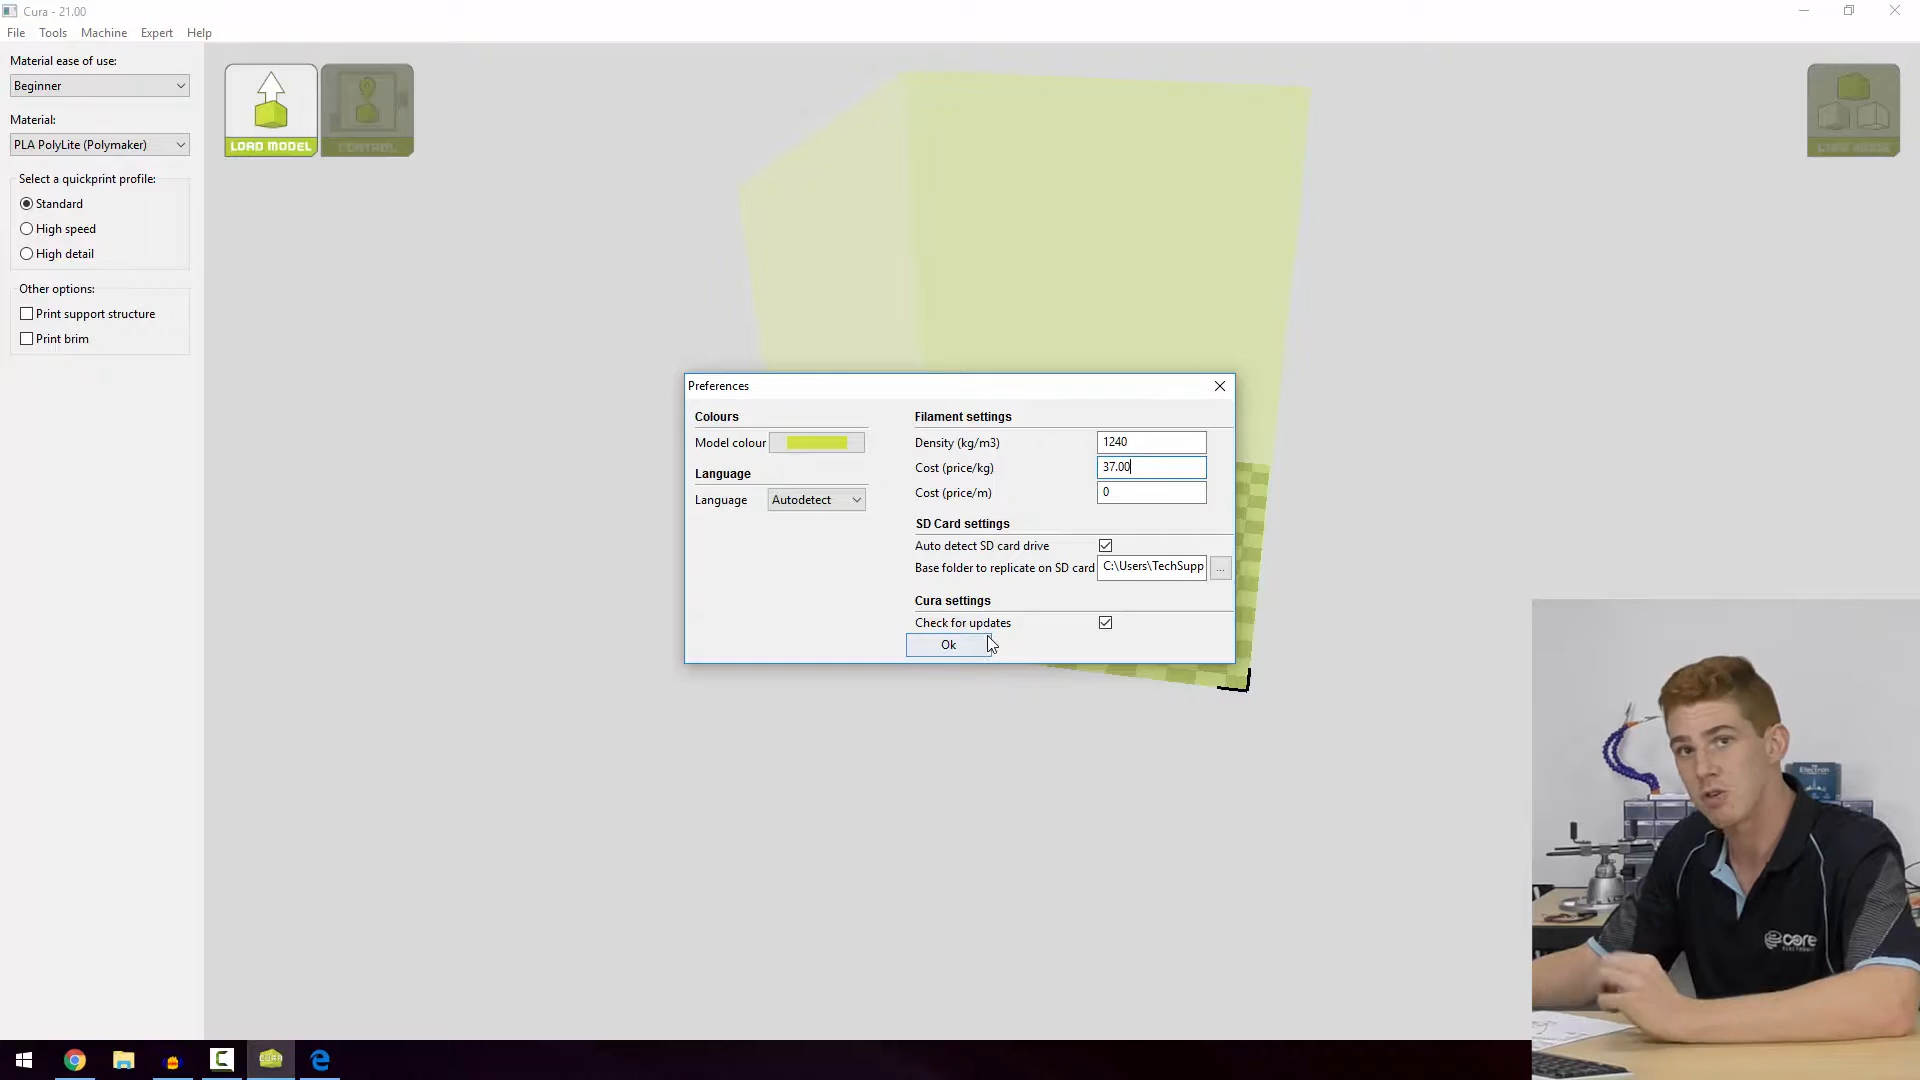 Cura - 21.00
File Tools Machine Expert Help
Material ease of use:
Beginner
Material:
PLA PolyLite (Polymaker)
Select a quickprint profile:
Standard
High speed
High detail
Other options:
Print support structure
Print brim
LOAD MODEL
CONTROL
Preferences
Colours
Model colour
Language
Language Autodetect
Filament settings
Density (kg/m3) 1240
Cost (price/kg) 37.00
Cost (price/m) 0
SD Card settings
Auto detect SD card drive
Base folder to replicate on SD card C:\Users\TechSupp ...
Cura settings
Check for updates
Ok
Electron
core
ELECTRONICS
CURA